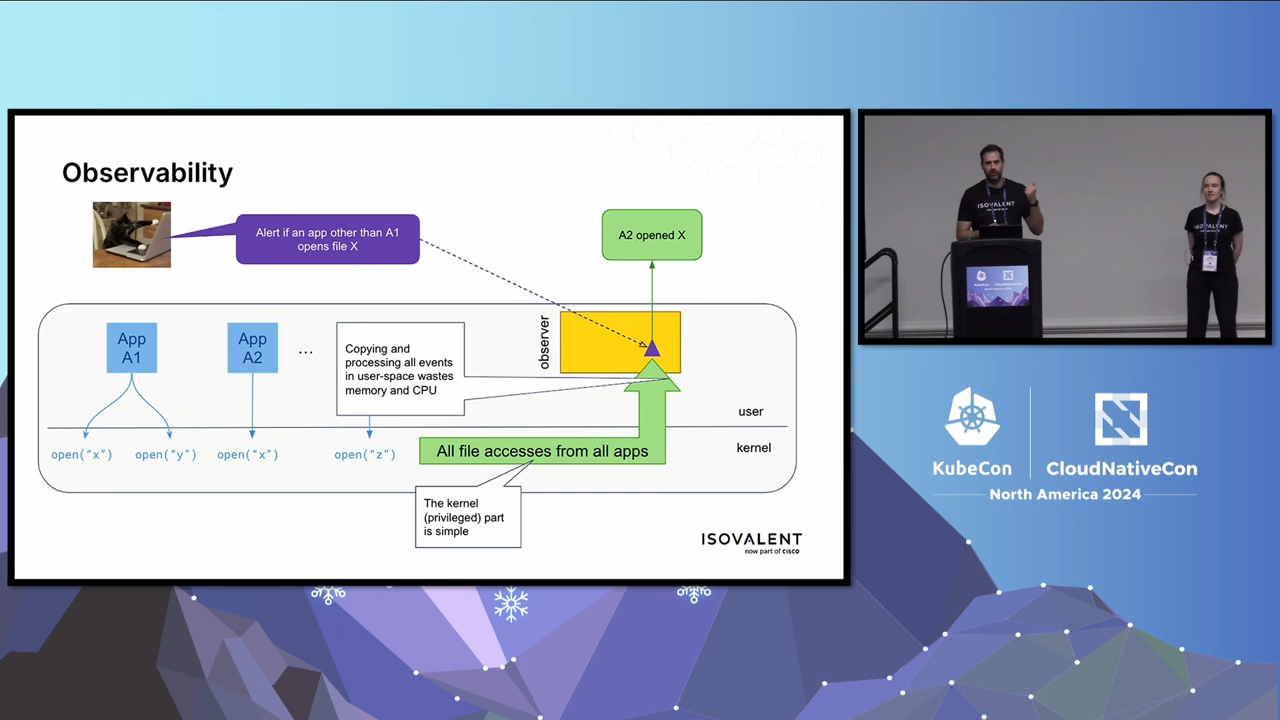 Observability
Alert if an app other than A1
opens file X
A2 opened X
App
A1
App
A2
...
Copying and
processing all events
in user-space wastes
memory and CPU
observer
user
kernel
open("x")
open("y")
open("x")
open("z")
All file accesses from all apps
The kernel
(privileged) part
is simple
ISOVALENT
now part of CISCO
ISOVALENT
ISOVALENT
KubeCon
CloudNativeCon
North America 2024